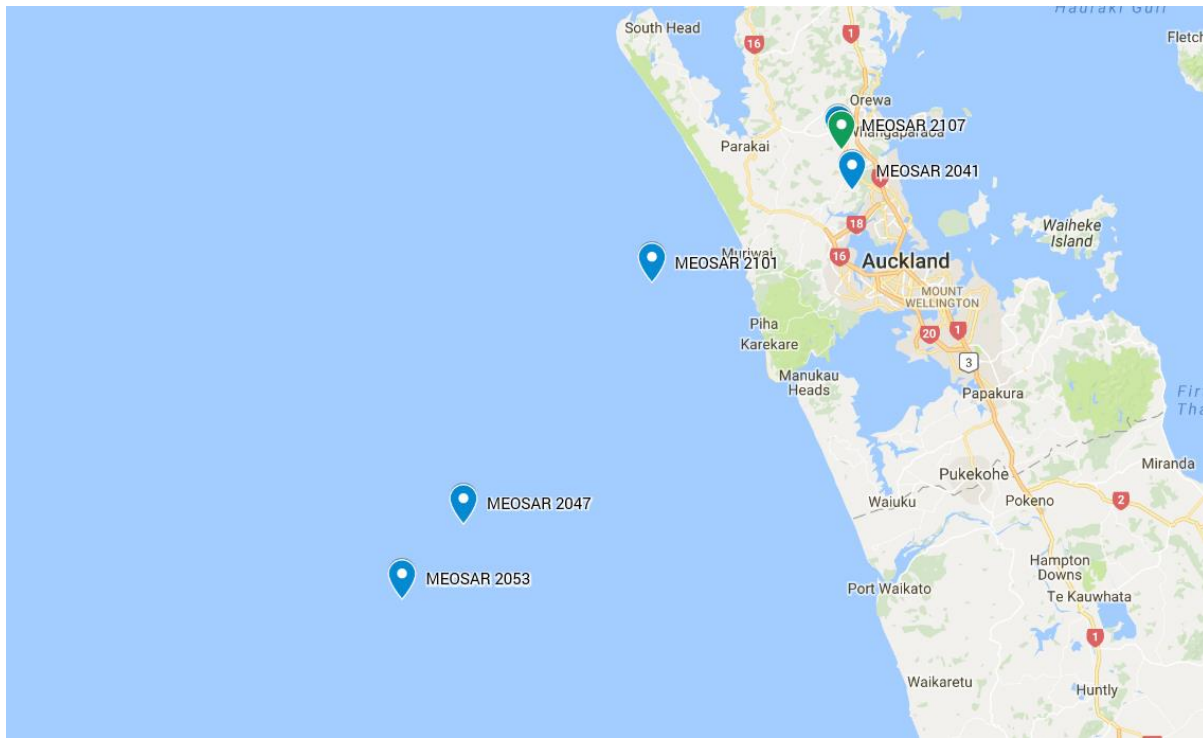 Hauraki Gulf
South Head
16
1
Fletch
Orewa
MEOSAR 2107
Whangaparaoa
Parakai
MEOSAR 2041
18
Waiheke
Island
Muriwai
MEOSAR 2101
16
Auckland
MOUNT
WELLINGTON
Piha
1
20
Karekare
3
Manukau
Heads
Papakura
Fir
Tha
Miranda
Pukekohe
MEOSAR 2047
Waiuku
Pokeno
2
Hampton
Downs
MEOSAR 2053
Port Waikato
Te Kauwhata
1
Waikaretu
Huntly